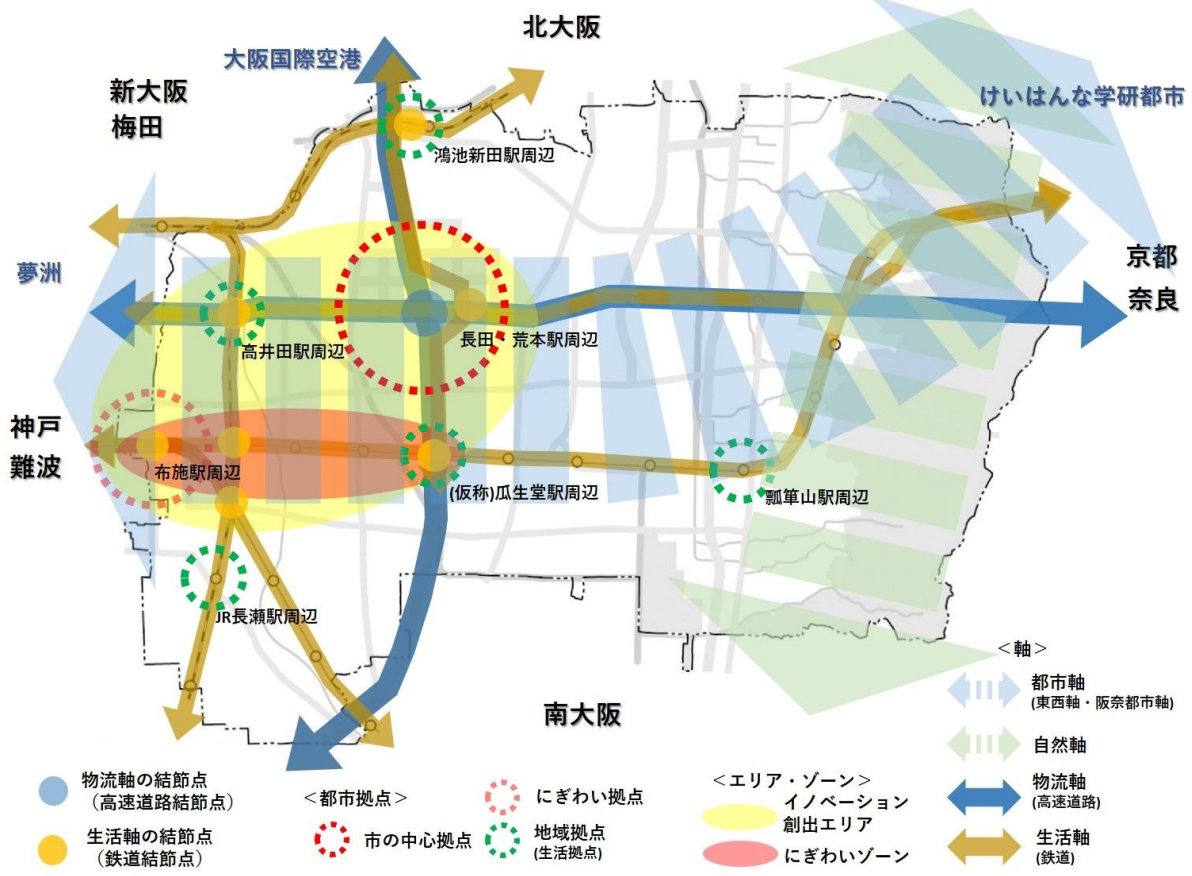 北大阪
大阪国際空港
新大阪
梅田
けいはんな学研都市
鴻池新田駅周辺
夢洲
京都
奈良
高井田駅周辺
長田・荒本駅周辺
神戸
難波
布施駅周辺
(仮称)瓜生堂駅周辺
瓢箪山駅周辺
JR長瀬駅周辺
南大阪
＜軸＞
都市軸
(東西軸・阪奈都市軸)
自然軸
物流軸
(高速道路)
生活軸
(鉄道)
物流軸の結節点
（高速道路結節点）
生活軸の結節点
（鉄道結節点）
＜都市拠点＞
市の中心拠点
にぎわい拠点
地域拠点
(生活拠点)
＜エリア・ゾーン＞
イノベーション
創出エリア
にぎわいゾーン